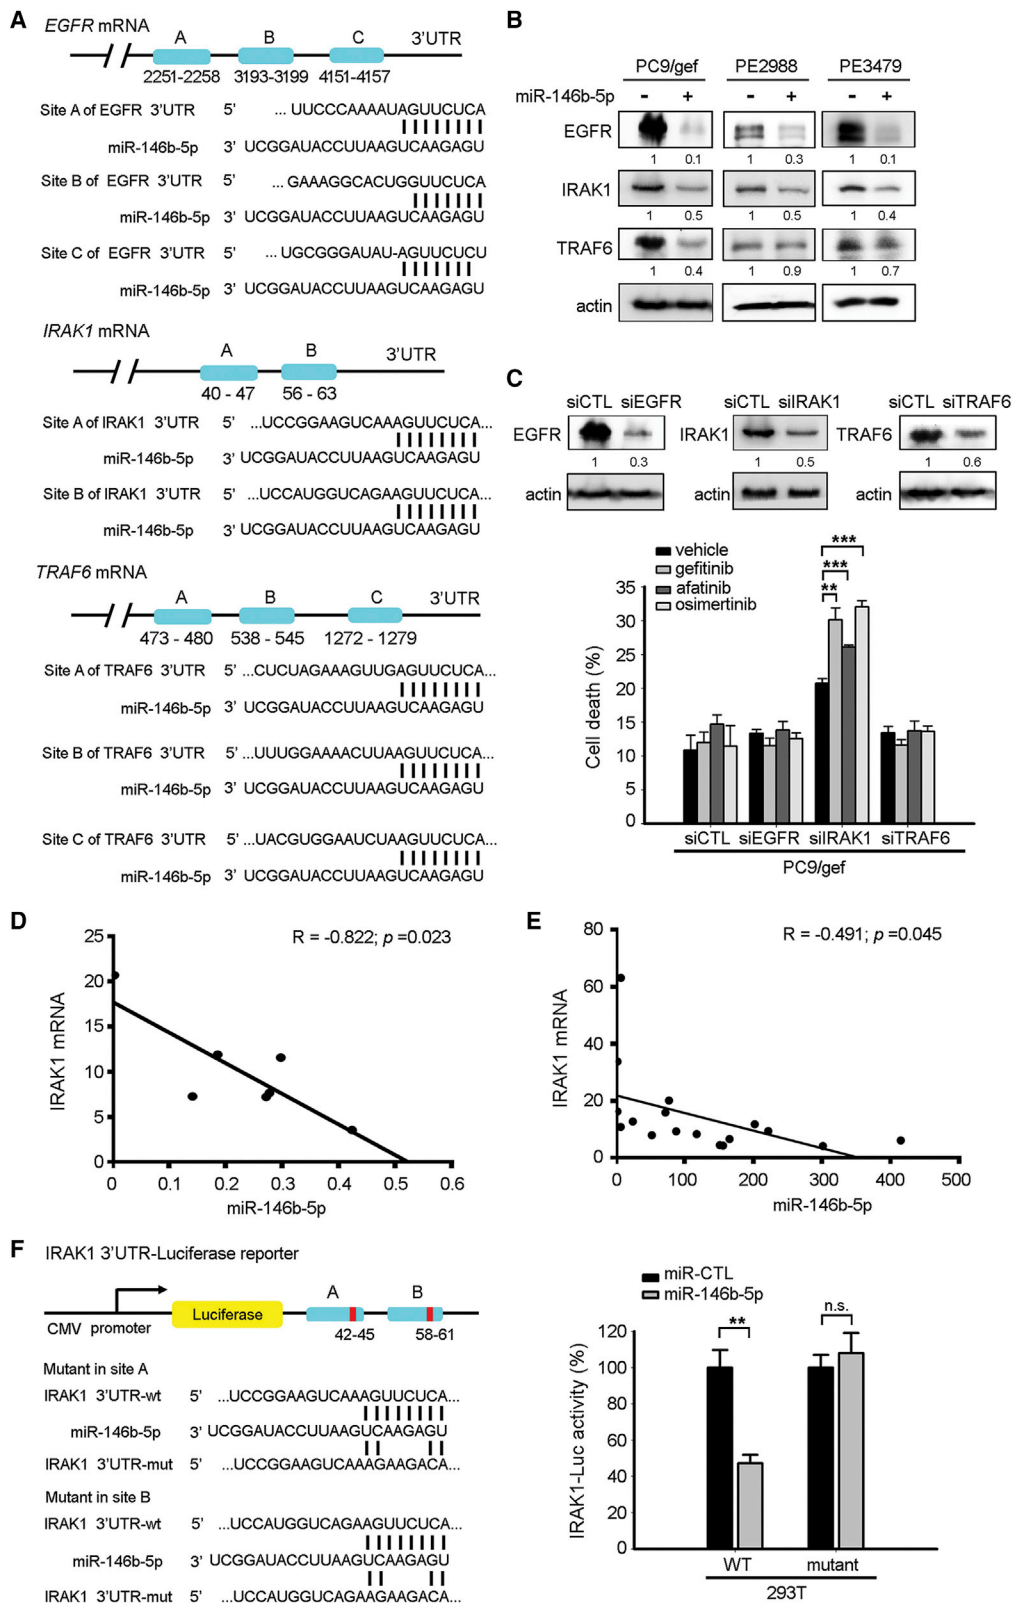 A
EGFR mRNA
A B C 3'UTR
2251-2258 3193-3199 4151-4157
Site A of EGFR 3'UTR 5' ... UUCCCAAAAUAGUUCUCA
miR-146b-5p 3' UCGGAUACCUUAAGUCAAGAGU
Site B of EGFR 3'UTR 5' ... GAAAGGCACUGGUUCUCA
miR-146b-5p 3' UCGGAUACCUUAAGUCAAGAGU
Site C of EGFR 3'UTR 5' ... UGCGGGAUAU-AGUUCUCU
miR-146b-5p 3' UCGGAUACCUUAAGUCAAGAGU
IRAK1 mRNA
A B 3'UTR
40 - 47 56 - 63
Site A of IRAK1 3'UTR 5' ...UCCGGAAGUCAAAGUUCUCA...
miR-146b-5p 3' UCGGAUACCUUAAGUCAAGAGU
Site B of IRAK1 3'UTR 5' ...UCCAUGGUCAGAAGUUCUCA...
miR-146b-5p 3' UCGGAUACCUUAAGUCAAGAGU
TRAF6 mRNA
A B C 3'UTR
473 - 480 538 - 545 1272 - 1279
Site A of TRAF6 3'UTR 5' ...CUCUAGAAAGUUGAGUUCUCA...
miR-146b-5p 3' UCGGAUACCUUAAGUCAAGAGU
Site B of TRAF6 3'UTR 5' ...UUUGGAAAACUUAAGUUCUCA...
miR-146b-5p 3' UCGGAUACCUUAAGUCAAGAGU
Site C of TRAF6 3'UTR 5' ...UACGUGGAAUCUAAGUUCUCA...
miR-146b-5p 3' UCGGAUACCUUAAGUCAAGAGU
B
PC9/gef PE2988 PE3479
miR-146b-5p - + - + - +
EGFR
1 0.1 1 0.3 1 0.1
IRAK1
1 0.5 1 0.5 1 0.4
TRAF6
1 0.4 1 0.9 1 0.7
actin
C
siCTL siEGFR siCTL siIRAK1 siCTL siTRAF6
EGFR IRAK1 TRAF6
1 0.3 1 0.5 1 0.6
actin actin actin
vehicle
gefitinib
afatinib
osimertinib
***
***
**
Cell death (%)
35
30
25
20
15
10
5
0
siCTL siEGFR siIRAK1 siTRAF6
PC9/gef
D
R = -0.822; p =0.023
IRAK1 mRNA
25
20
15
10
5
0
0 0.1 0.2 0.3 0.4 0.5 0.6
miR-146b-5p
E
R = -0.491; p =0.045
IRAK1 mRNA
80
60
40
20
0
0 100 200 300 400 500
miR-146b-5p
F
IRAK1 3'UTR-Luciferase reporter
A B
Luciferase
CMV promoter 42-45 58-61
Mutant in site A
IRAK1 3'UTR-wt 5' ...UCCGGAAGUCAAAGUUCUCA...
miR-146b-5p 3' UCGGAUACCUUAAGUCAAGAGU
IRAK1 3'UTR-mut 5' ...UCCGGAAGUCAAAGAAGACA...
Mutant in site B
IRAK1 3'UTR-wt 5' ...UCCAUGGUCAGAAGUUCUCA...
miR-146b-5p 3' UCGGAUACCUUAAGUCAAGAGU
IRAK1 3'UTR-mut 5' ...UCCAUGGUCAGAAGAAGACA...
miR-CTL
miR-146b-5p
** n.s.
IRAK1-Luc activity (%)
120
100
80
60
40
20
0
WT mutant
293T